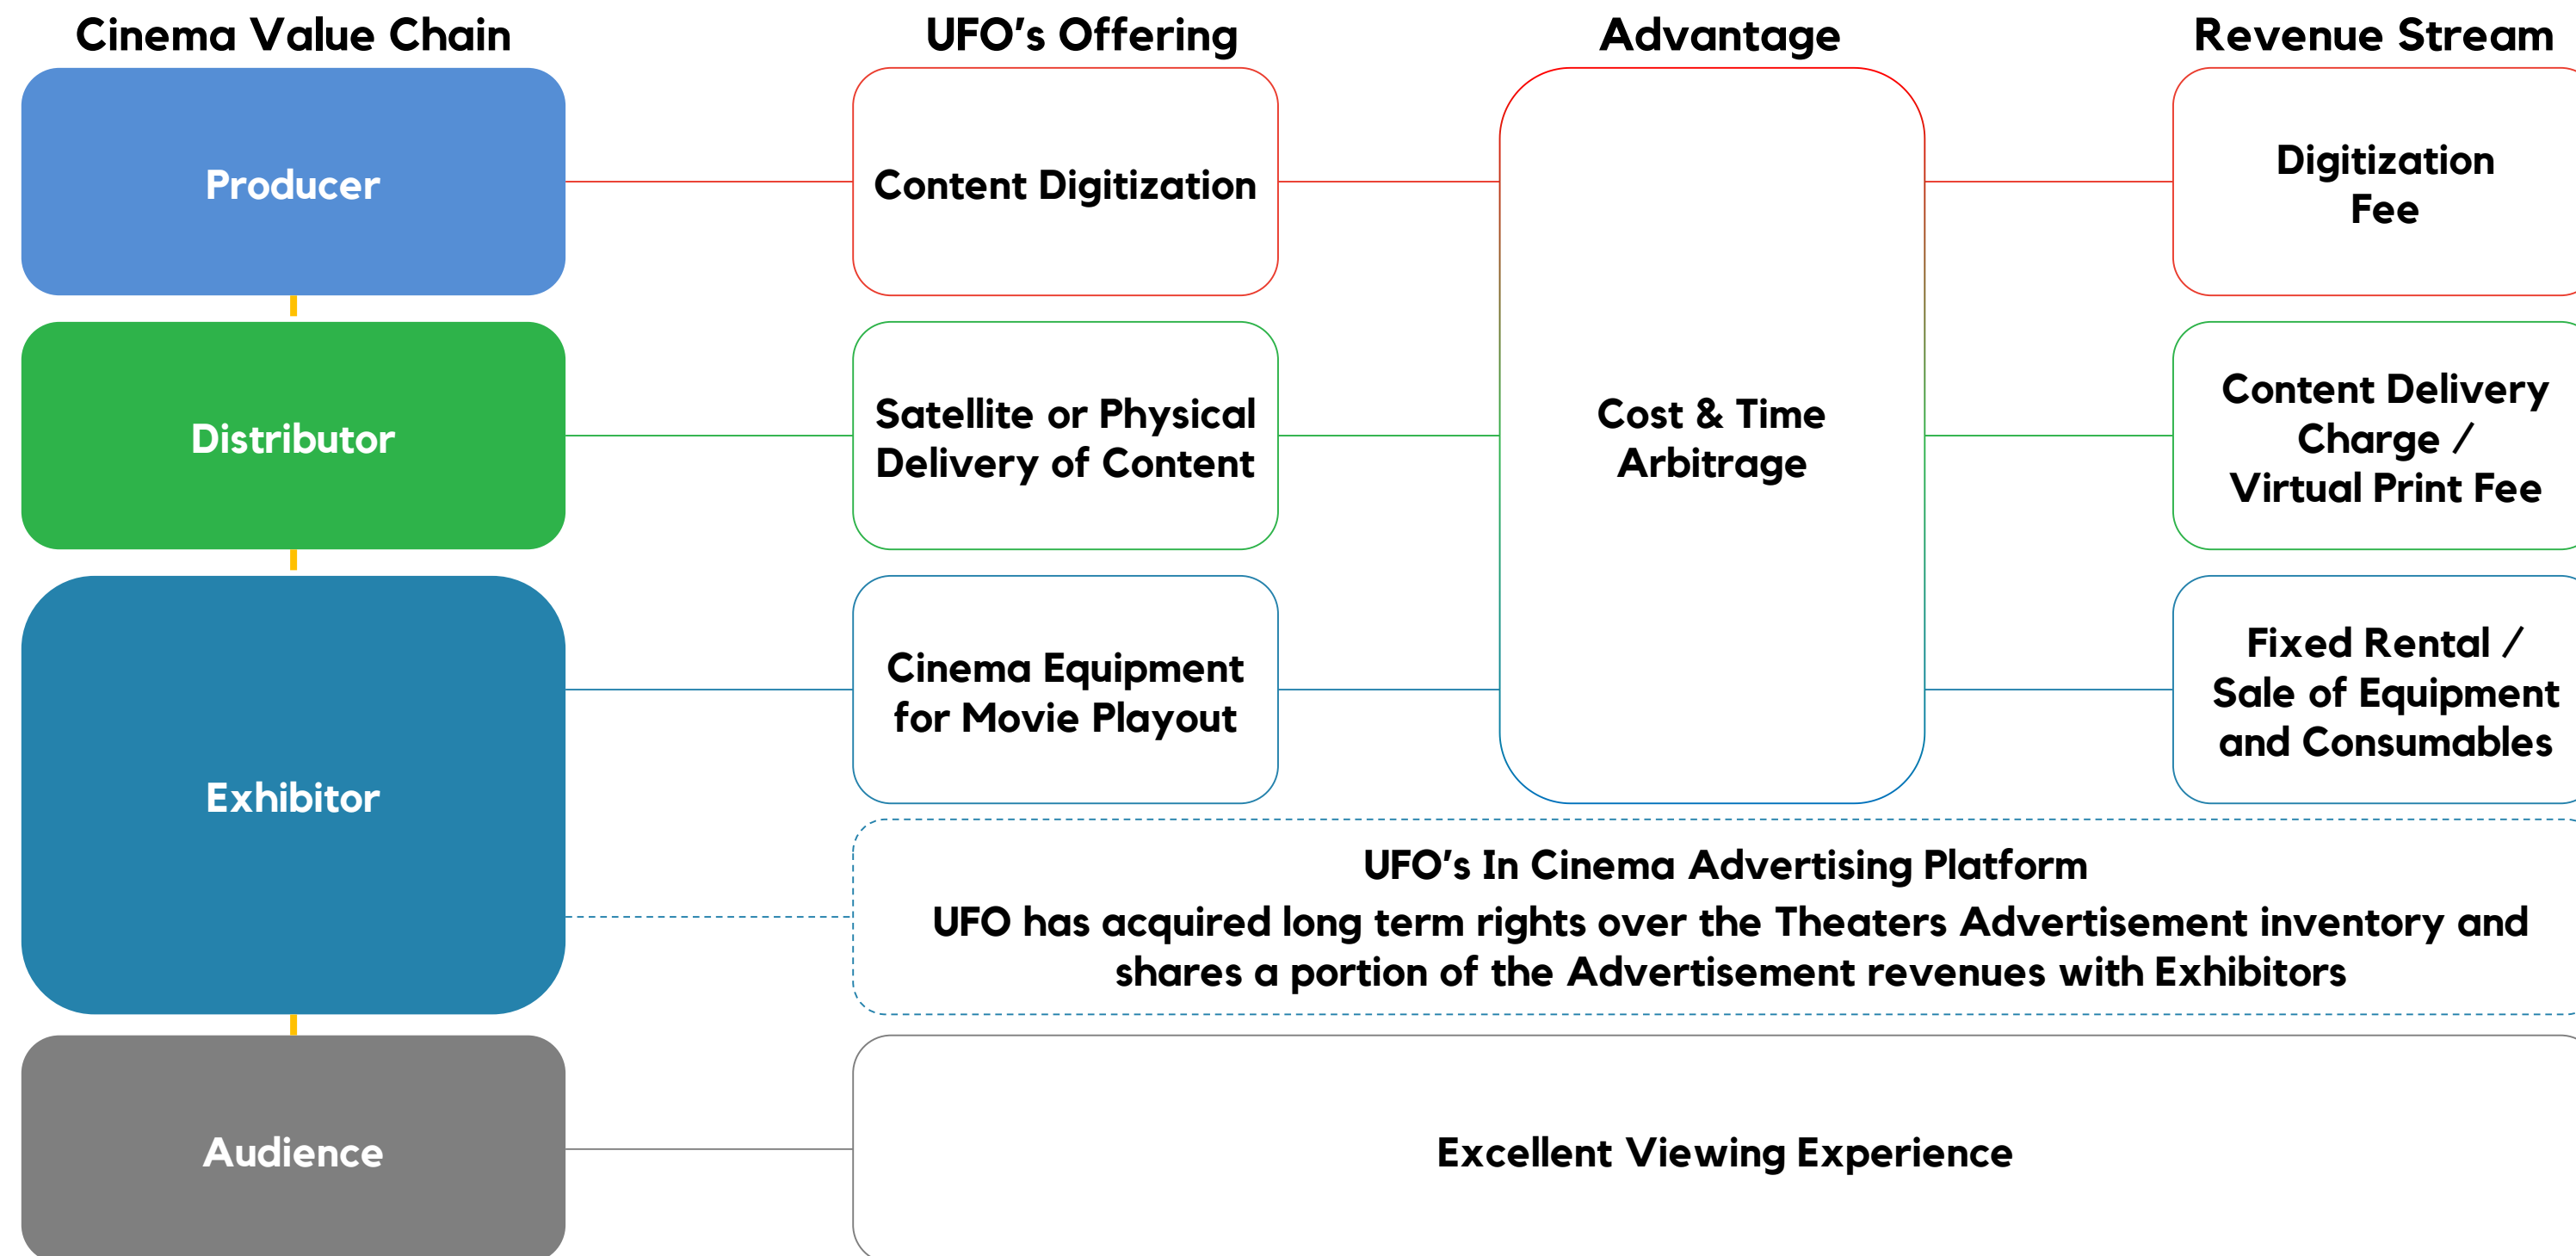 Cinema Value Chain
UFO's Offering
Advantage
Revenue Stream
Producer
Content Digitization
Digitization
Fee
Distributor
Satellite or Physical
Delivery of Content
Cost & Time
Arbitrage
Content Delivery
Charge /
Virtual Print Fee
Exhibitor
Cinema Equipment
for Movie Playout
Fixed Rental /
Sale of Equipment
and Consumables
UFO's In Cinema Advertising Platform
UFO has acquired long term rights over the Theaters Advertisement inventory and
shares a portion of the Advertisement revenues with Exhibitors
Audience
Excellent Viewing Experience